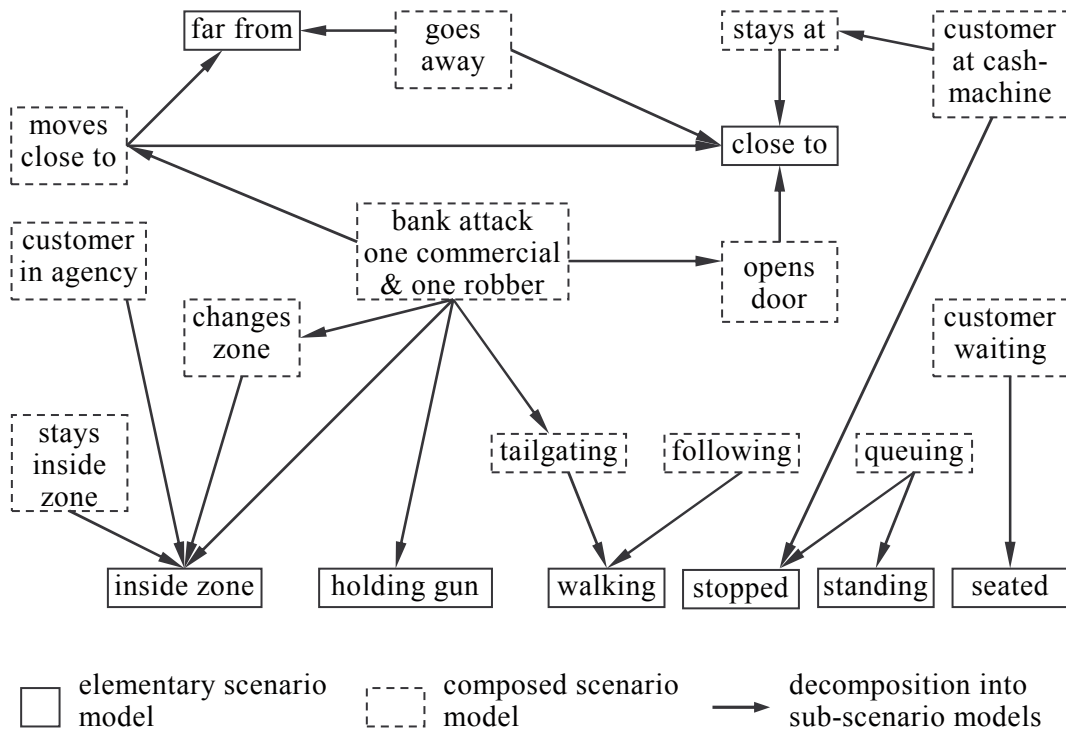 far from
goes
away
stays at
customer
at cash-
machine
moves
close to
close to
customer
in agency
bank attack
one commercial
& one robber
opens
door
changes
zone
customer
waiting
stays
inside
zone
tailgating
following
queuing
inside zone
holding gun
walking
stopped
standing
seated
elementary scenario
model
composed scenario
model
decomposition into
sub-scenario models